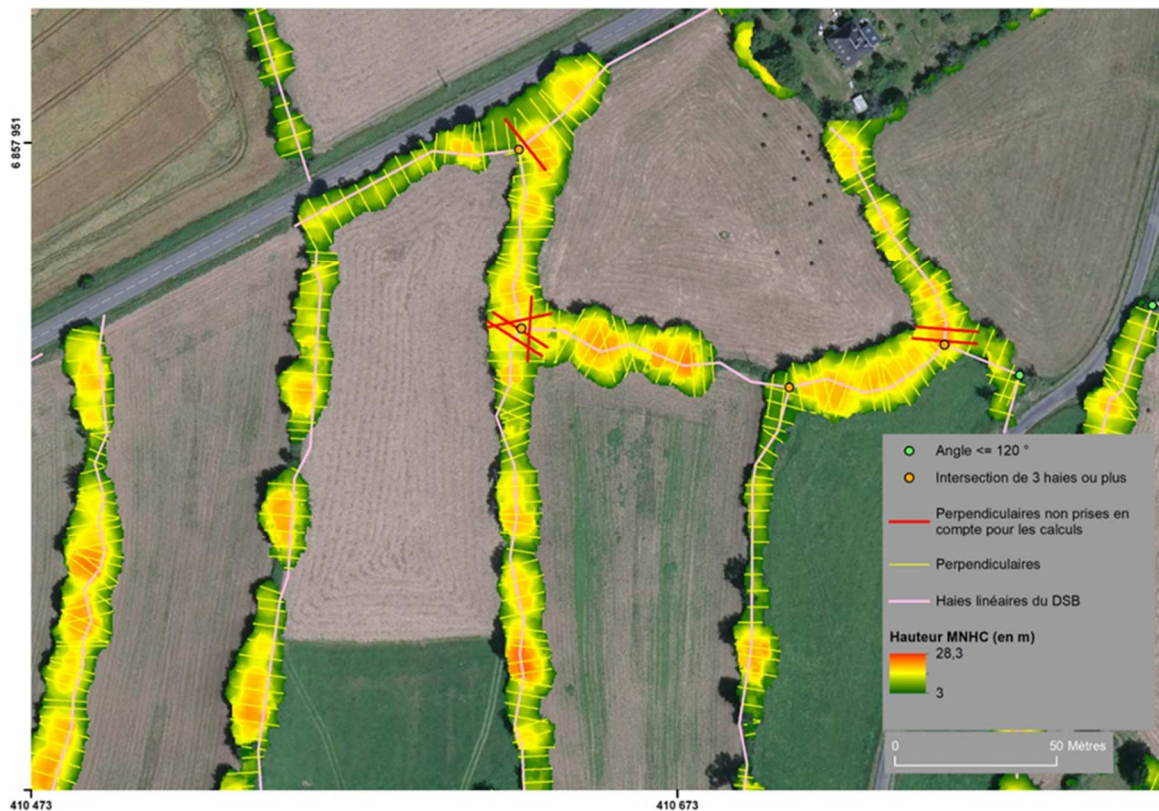 6 857 951
Angle <= 120 °
Intersection de 3 haies ou plus
Perpendiculaires non prises en
compte pour les calculs
Perpendiculaires
Haies linéaires du DSB
Hauteur MNHC (en m)
28,3
3
0 50 Mètres
410 473 410 673